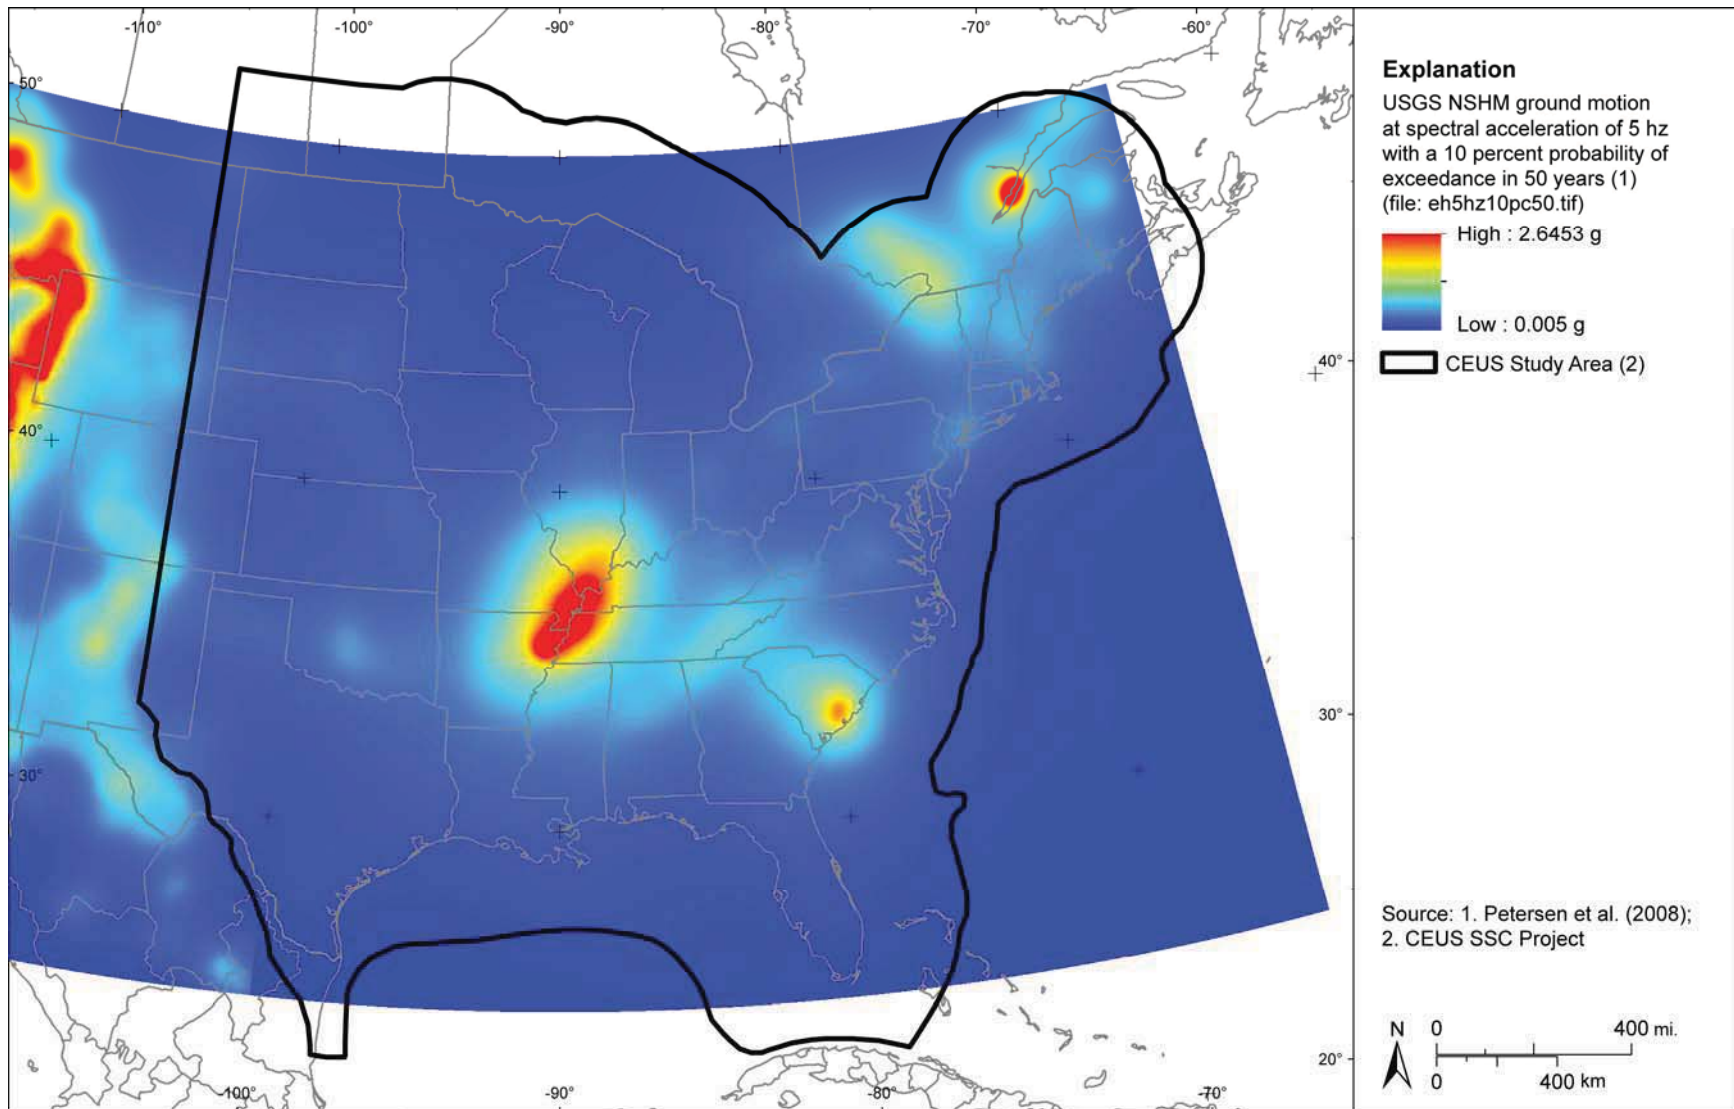 -110° -100° -90° -80° -70° -60°
50°
40°
30°
40°
30°
20°
-100° -90° -80° -70°
Explanation
USGS NSHM ground motion
at spectral acceleration of 5 hz
with a 10 percent probability of
exceedance in 50 years (1)
(file: eh5hz10pc50.tif)
High : 2.6453 g
Low : 0.005 g
CEUS Study Area (2)
Source: 1. Petersen et al. (2008);
2. CEUS SSC Project
N 0 400 mi.
0 400 km